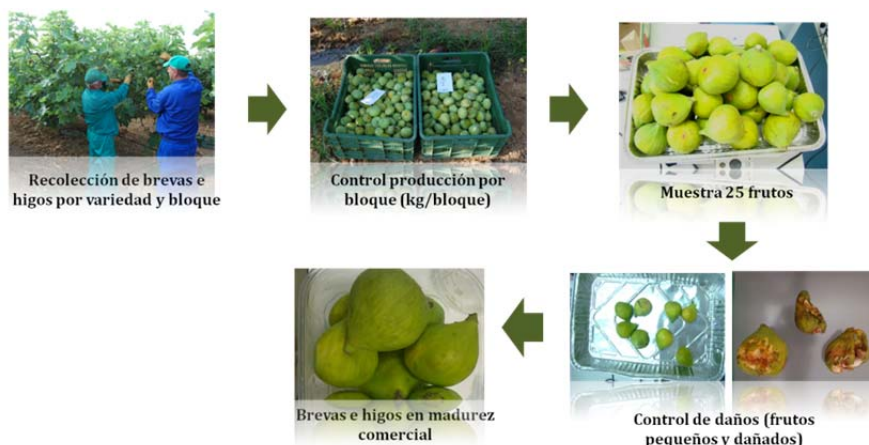 Recolección de brevas e
higos por variedad y bloque
Control producción por
bloque (kg/bloque)
Muestra 25 frutos
Control de daños (frutos
pequeños y dañados)
Brevas e higos en madurez
comercial